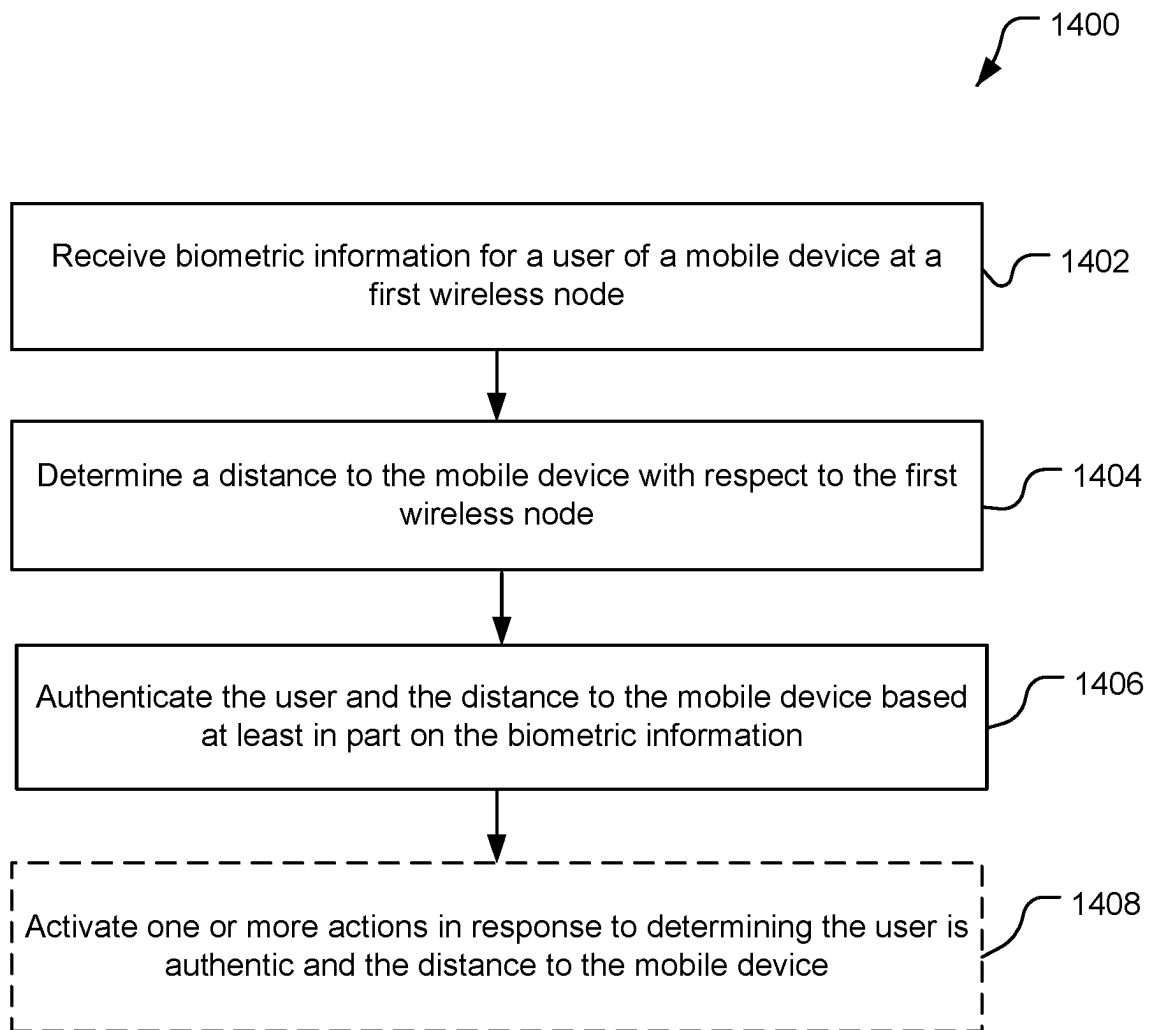 1400
Receive biometric information for a user of a mobile device at a
first wireless node
1402
Determine a distance to the mobile device with respect to the first
wireless node
1404
Authenticate the user and the distance to the mobile device based
at least in part on the biometric information
1406
Activate one or more actions in response to determining the user is
authentic and the distance to the mobile device
1408